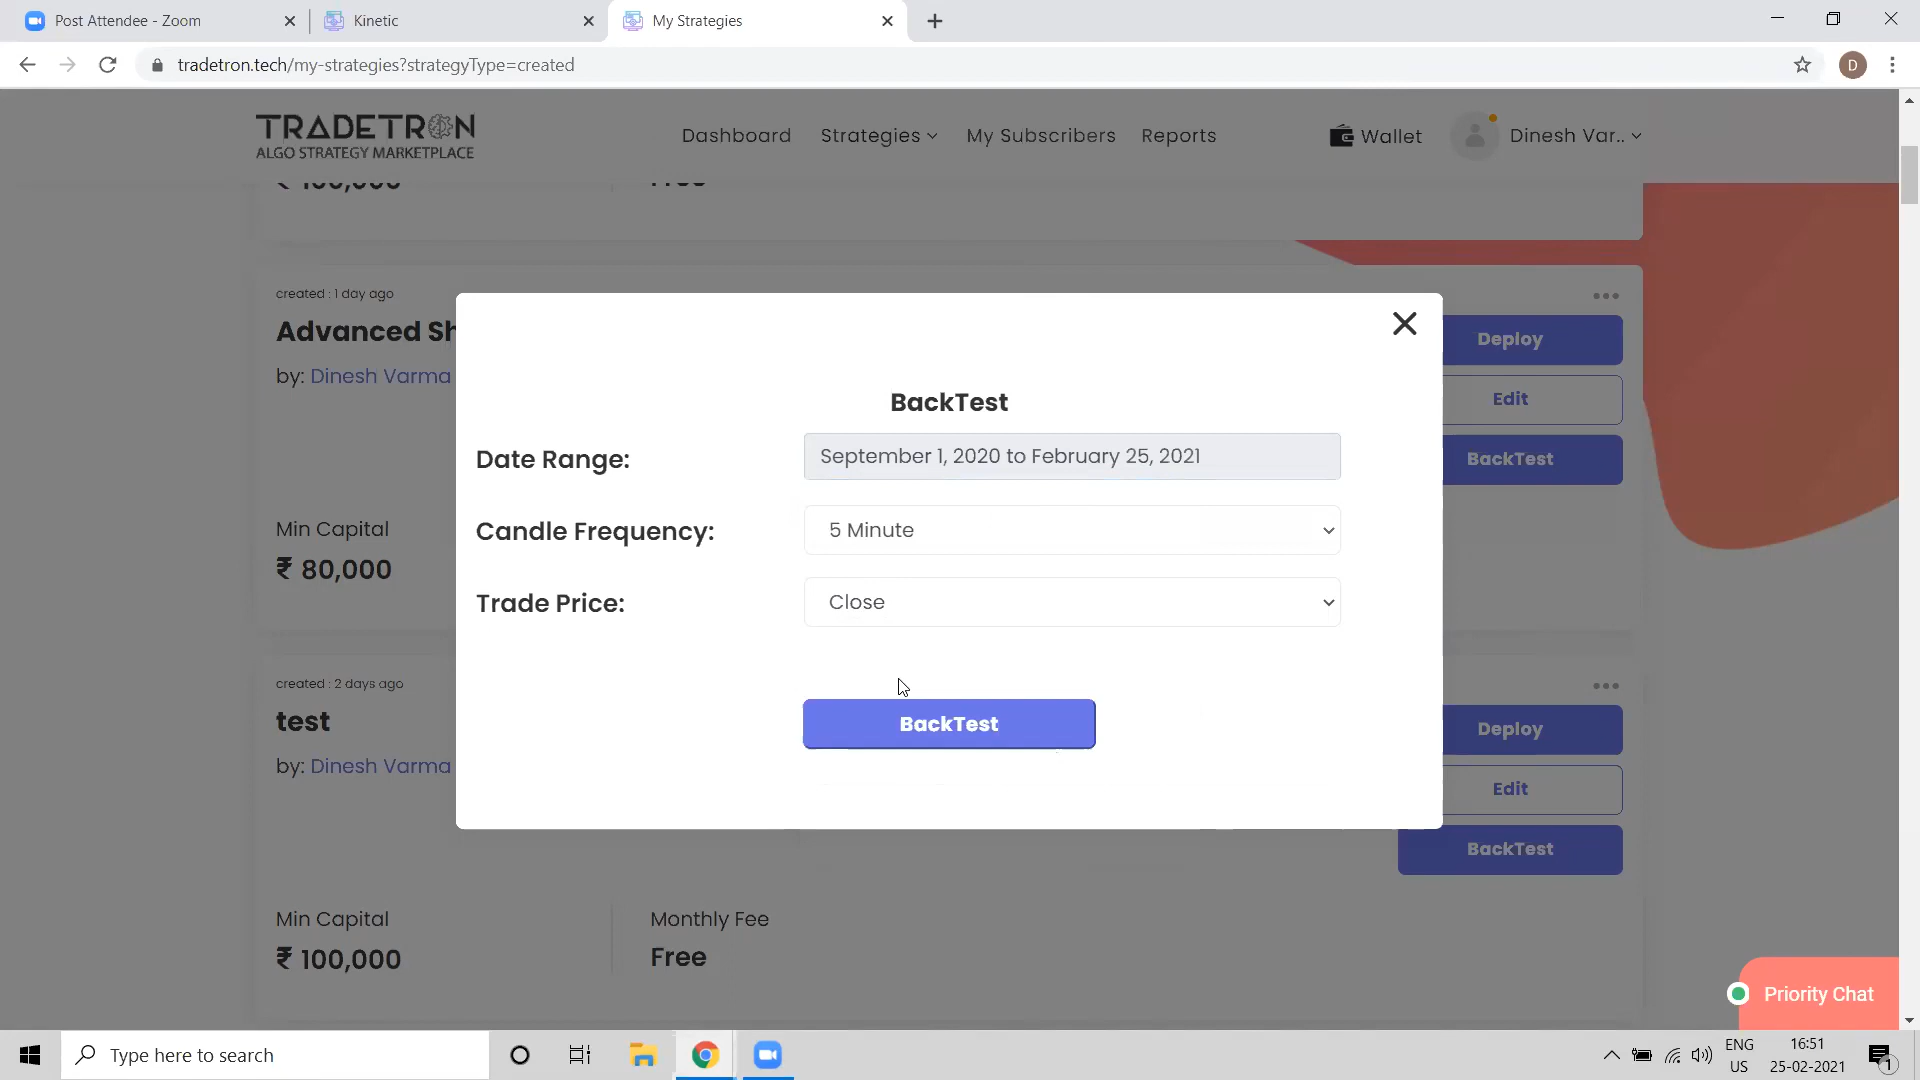 Post Attendee - Zoom
Kinetic
My Strategies
tradetron.tech/my-strategies?strategyType=created
D
TRADETRON
ALGO STRATEGY MARKETPLACE
Dashboard
Strategies
My Subscribers
Reports
Wallet
Dinesh Var..
₹ 100,000
Free
created : 1 day ago
Advanced Sh
by: Dinesh Varma
Min Capital
₹ 80,000
Deploy
Edit
BackTest
BackTest
Date Range:
September 1, 2020 to February 25, 2021
Candle Frequency:
5 Minute
Trade Price:
Close
BackTest
created : 2 days ago
test
by: Dinesh Varma
Deploy
Edit
BackTest
Min Capital
₹ 100,000
Monthly Fee
Free
Priority Chat
Type here to search
ENG
US
16:51
25-02-2021
1